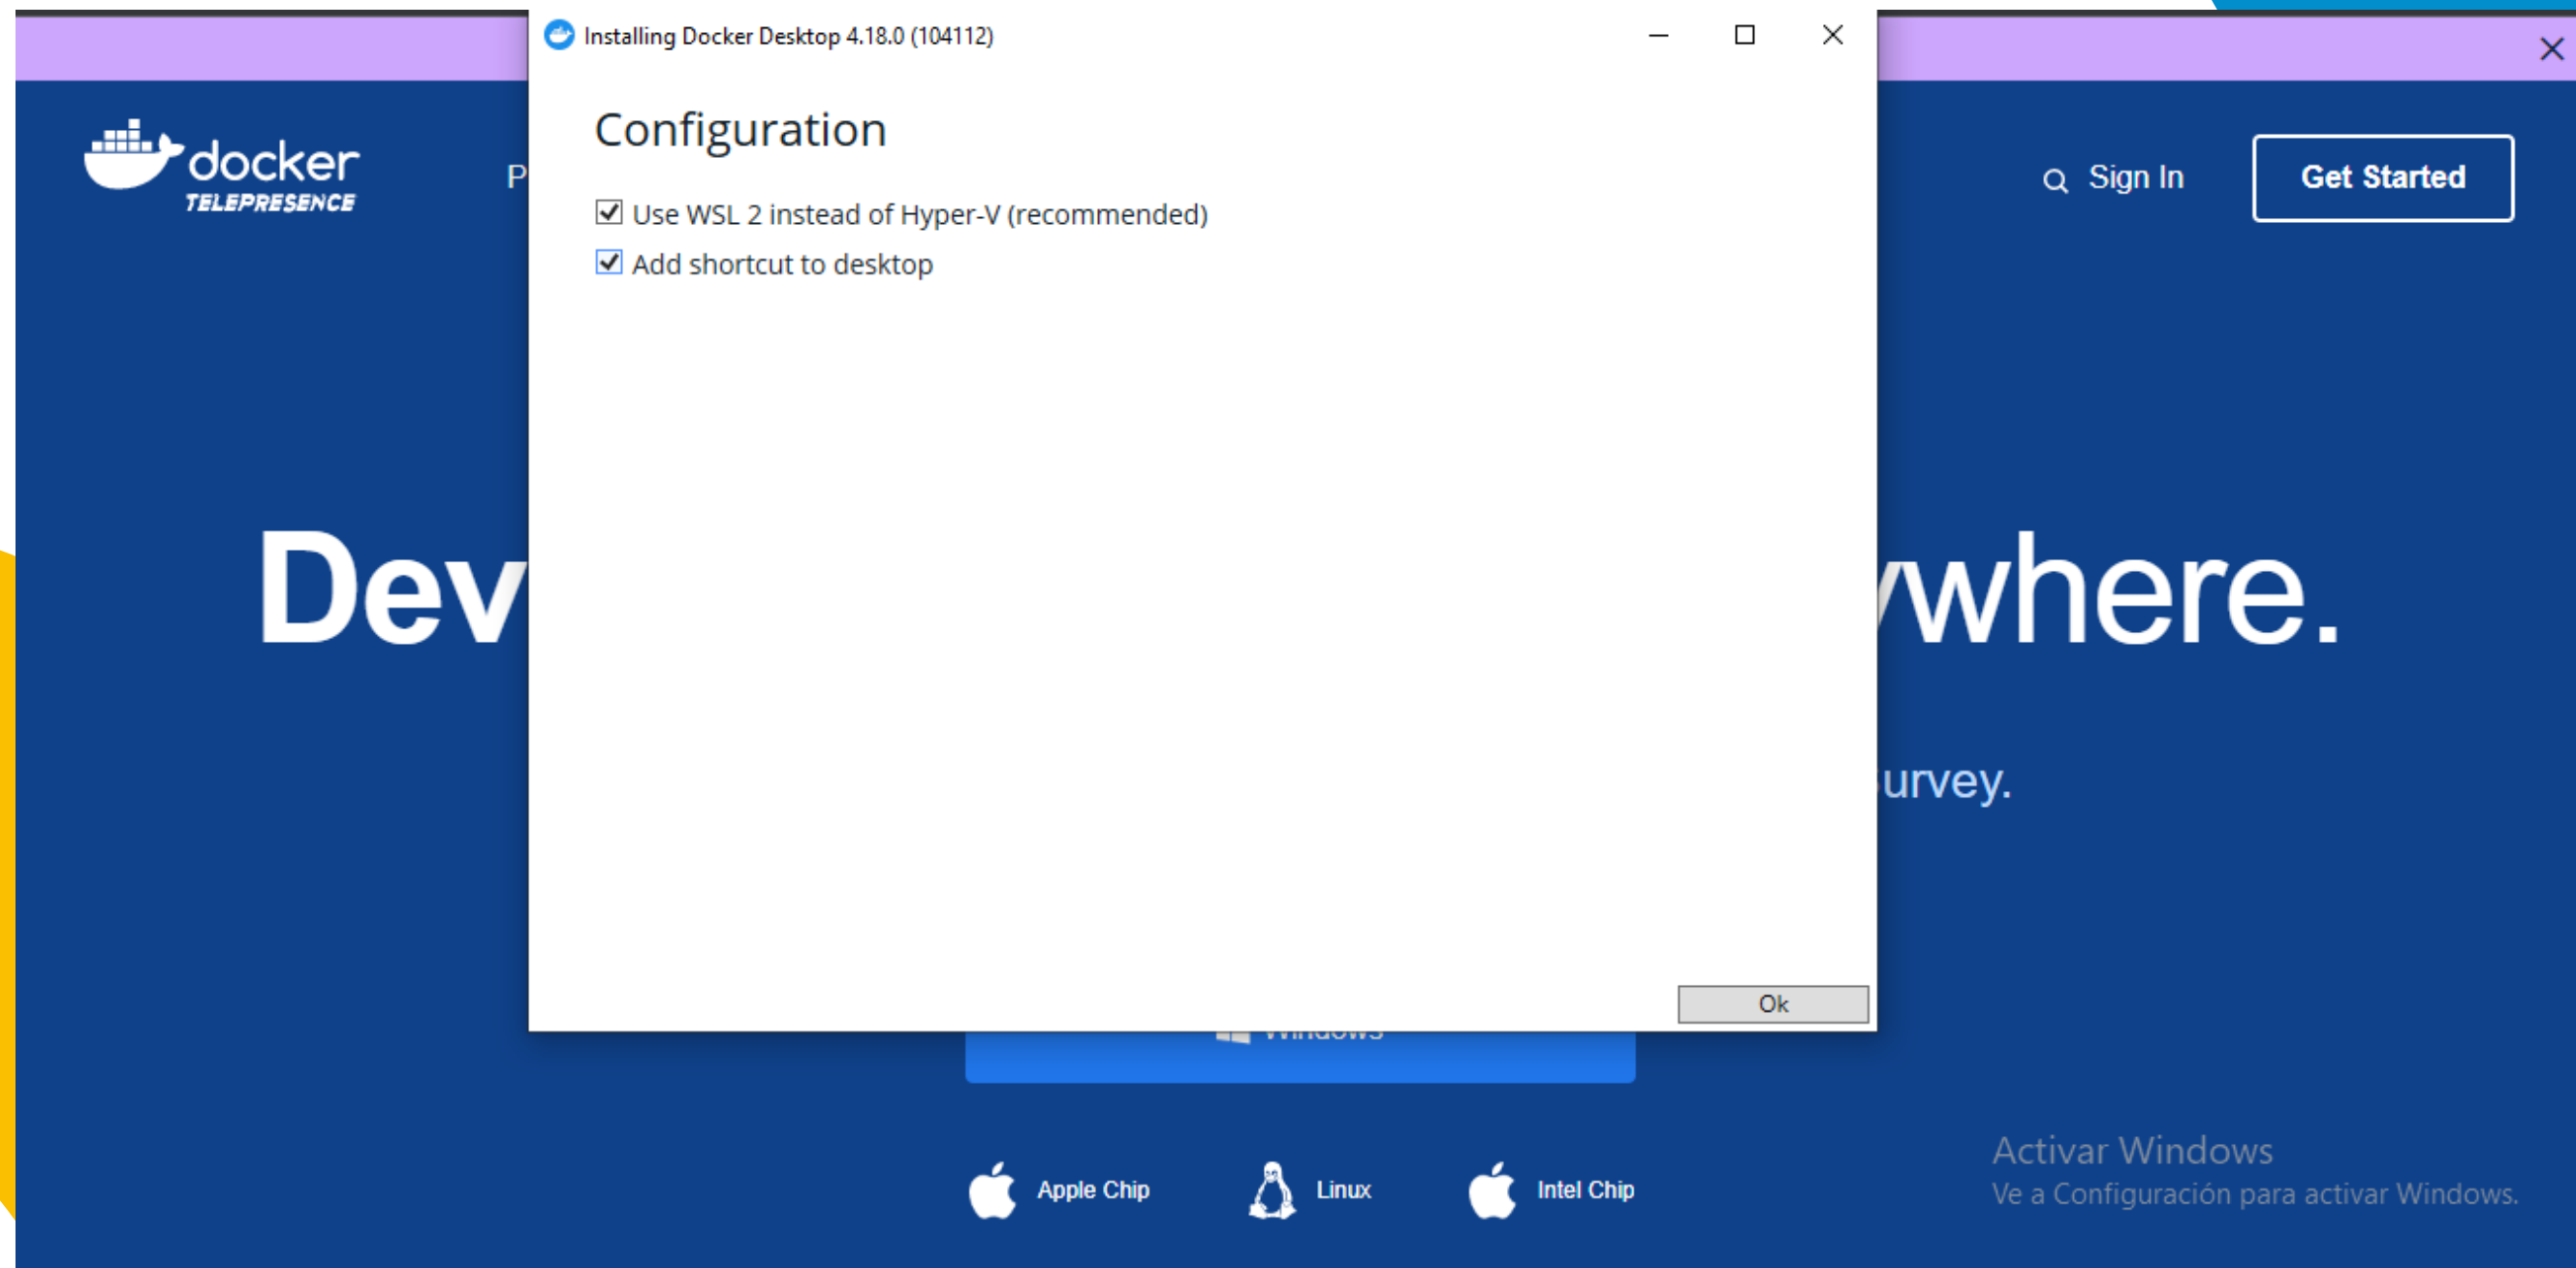 Installing Docker Desktop 4.18.0 (104112)
Configuration
Use WSL 2 instead of Hyper-V (recommended)
Add shortcut to desktop
Ok
docker
TELEPRESENCE
P
Sign In
Get Started
Dev
ywhere.
urvey.
Windows
Apple Chip
Linux
Intel Chip
Activar Windows
Ve a Configuración para activar Windows.